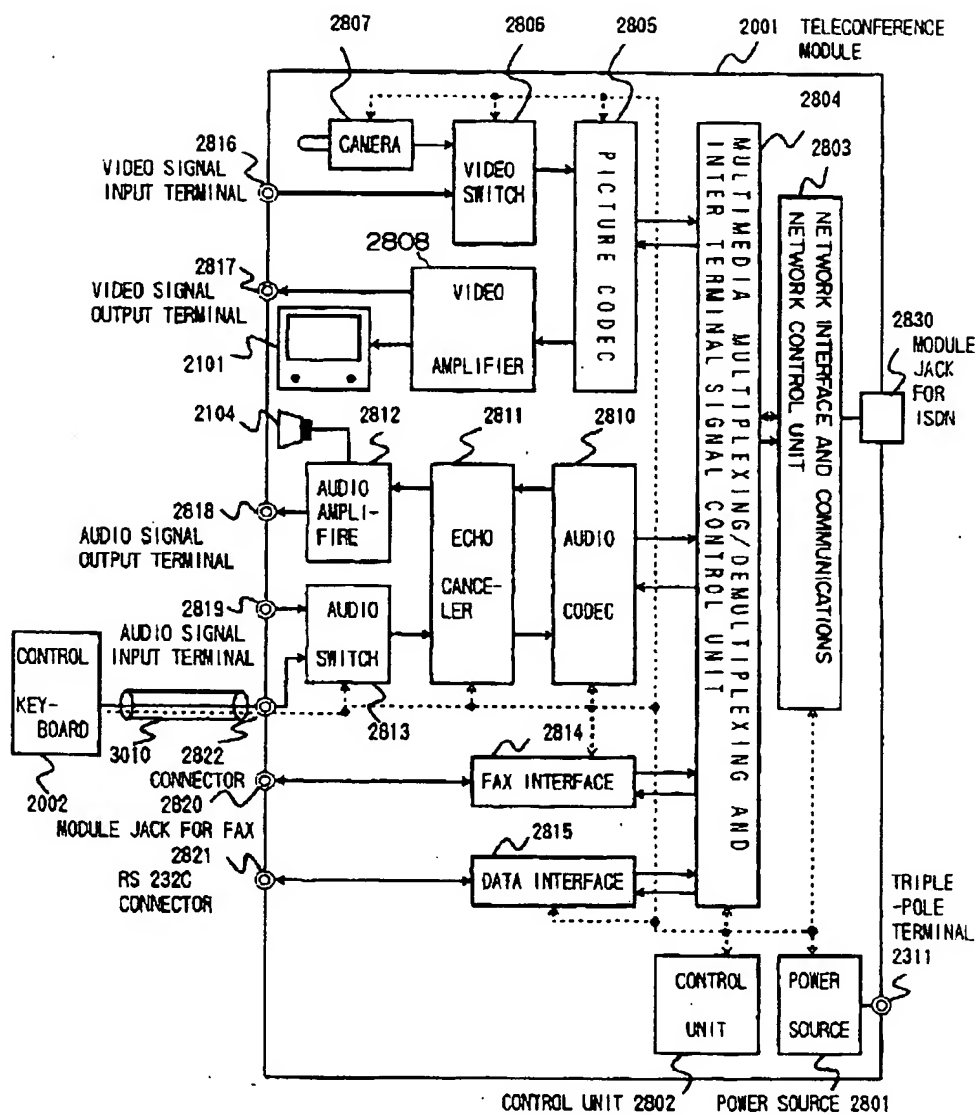 2807
2806
2805
2001 TELECONFERENCE
MODULE
2804
2803
2816
VIDEO SIGNAL
INPUT TERMINAL
CAMERA
VIDEO
SWITCH
PICTURE CODEC
MULTIMEDIA MULTIPLEXING/DEMULTIPLEXING AND
INTER TERMINAL SIGNAL CONTROL UNIT
NETWORK INTERFACE AND COMMUNICATIONS
NETWORK CONTROL UNIT
2817
VIDEO SIGNAL
OUTPUT TERMINAL
2808
VIDEO
AMPLIFIER
2101
2830
MODULE
JACK
FOR
ISDN
2104
2812
2811
2810
2818
AUDIO SIGNAL
OUTPUT TERMINAL
AUDIO
AMPLI-
FIRE
ECHO
CANCE-
LER
AUDIO
CODEC
2819
AUDIO SIGNAL
INPUT TERMINAL
AUDIO
SWITCH
CONTROL
KEY-
BOARD
3010
2822
CONNECTOR
2813
2814
2002
2820
MODULE JACK FOR FAX
FAX INTERFACE
2821
RS 232C
CONNECTOR
2815
DATA INTERFACE
TRIPLE
-POLE
TERMINAL
2311
CONTROL
UNIT
POWER
SOURCE
CONTROL UNIT 2802
POWER SOURCE 2801